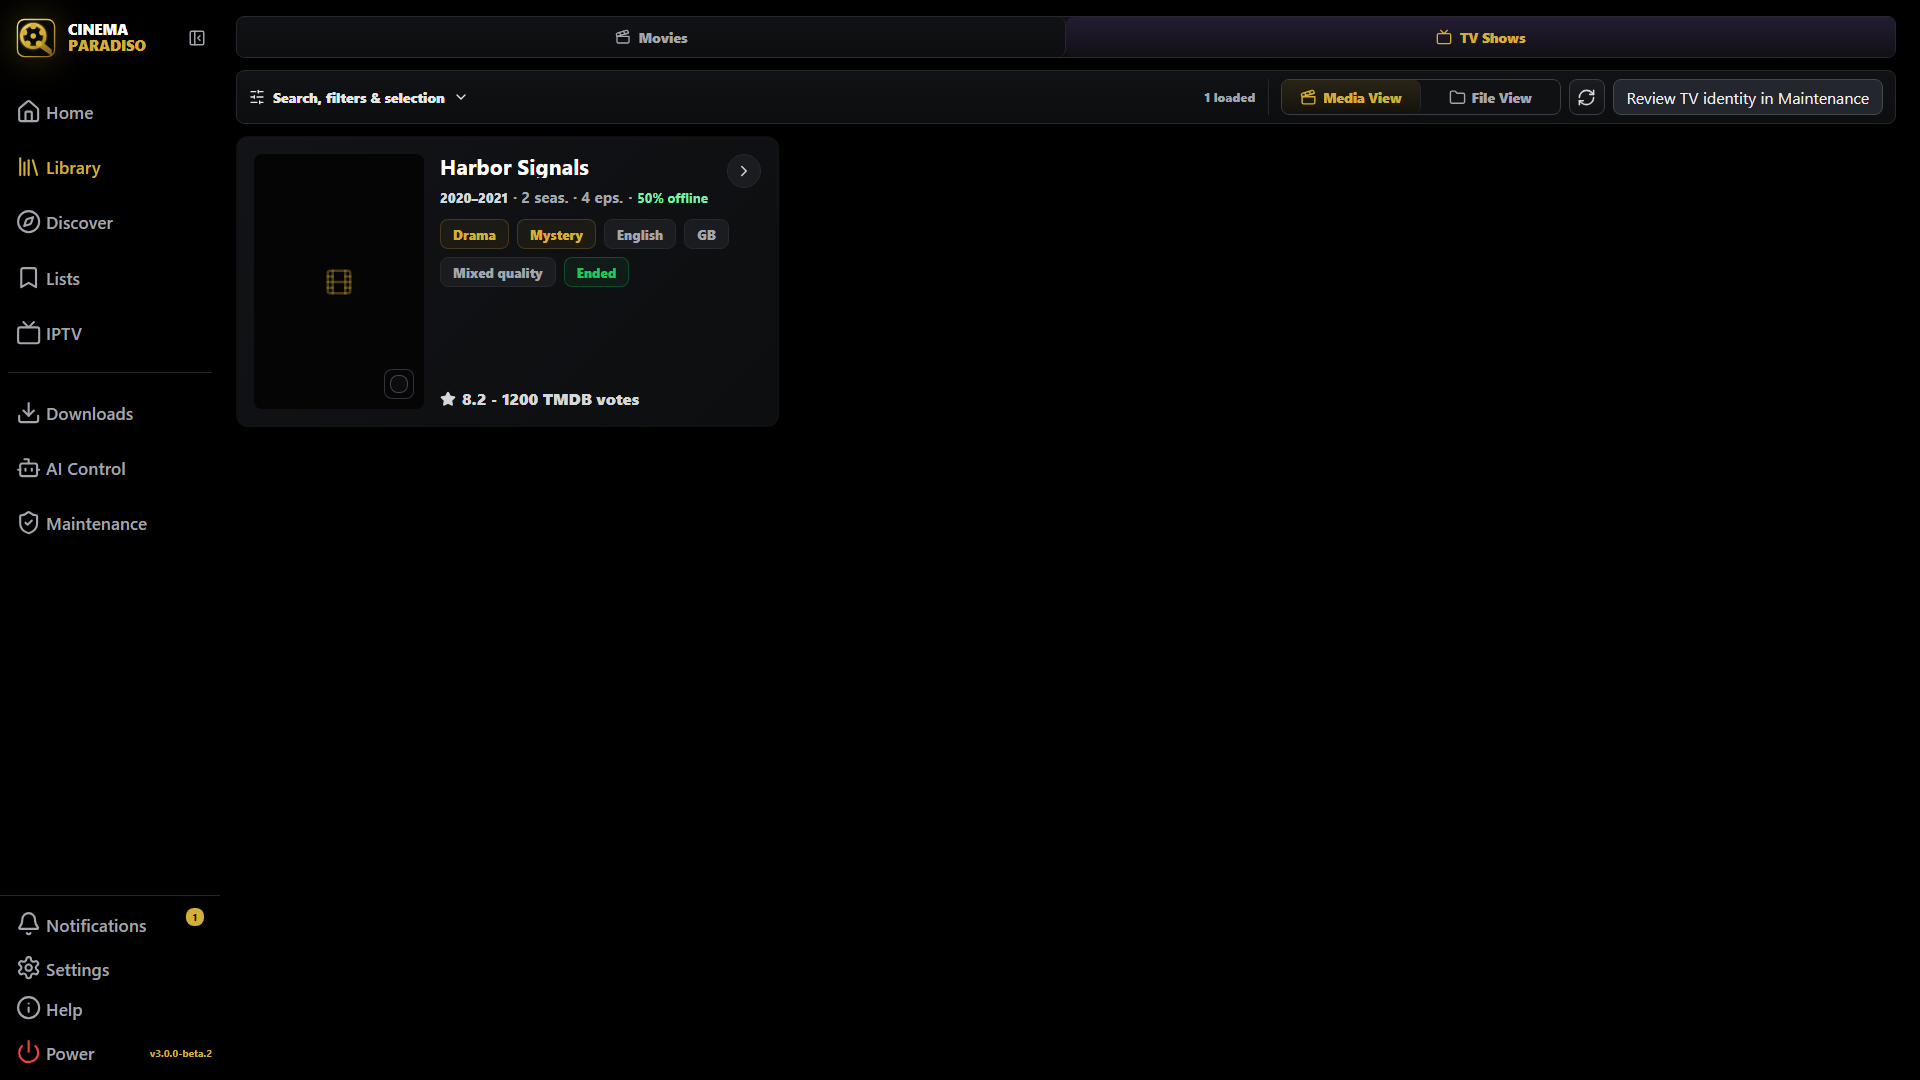 CINEMA
PARADISO
Home
Library
Discover
Lists
IPTV
Downloads
AI Control
Maintenance
Notifications
1
Settings
Help
Power
v3.0.0-beta.2
Movies
TV Shows
Search, filters & selection
1 loaded
Media View
File View
Review TV identity in Maintenance
Harbor Signals
2020–2021 · 2 seas. · 4 eps. · 50% offline
Drama
Mystery
English
GB
Mixed quality
Ended
8.2 - 1200 TMDB votes